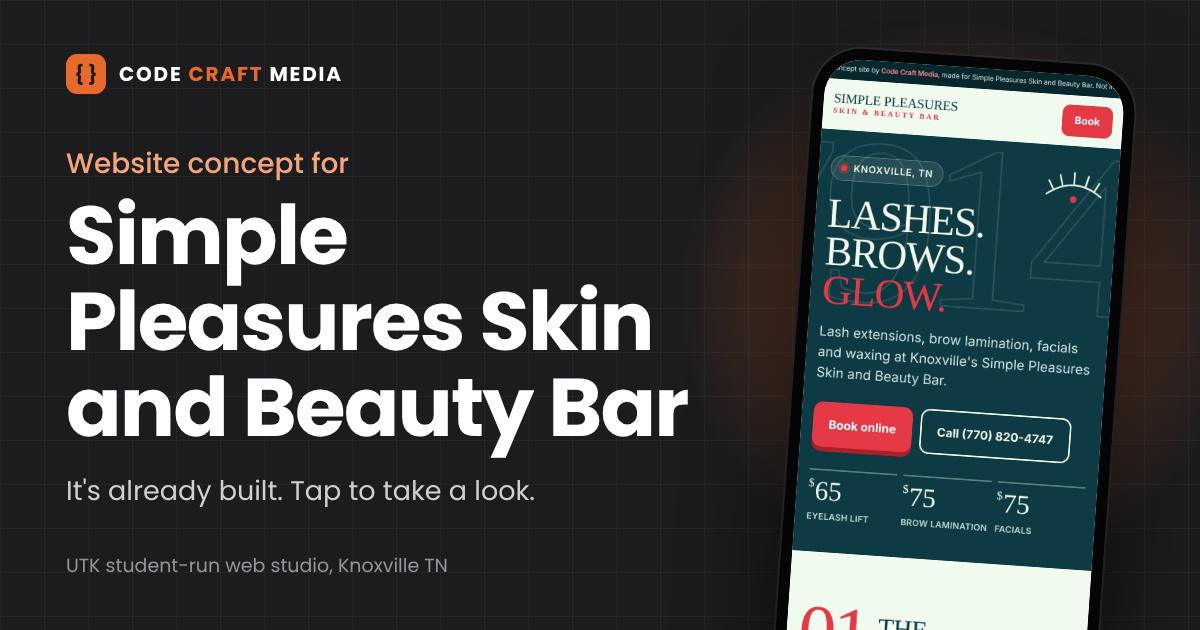 { } CODE CRAFT MEDIA
Website concept for
Simple
Pleasures Skin
and Beauty Bar
It's already built. Tap to take a look.
UTK student-run web studio, Knoxville TN
site by Code Craft Media, made for Simple Pleasures Skin and Beauty Bar.
SIMPLE PLEASURES
SKIN & BEAUTY BAR
Book
KNOXVILLE, TN
LASHES.
BROWS.
GLOW.
Lash extensions, brow lamination, facials
and waxing at Knoxville's Simple Pleasures
Skin and Beauty Bar.
Book online
Call (770) 820-4747
$65
EYELASH LIFT
$75
BROW LAMINATION
$75
FACIALS
01 THE